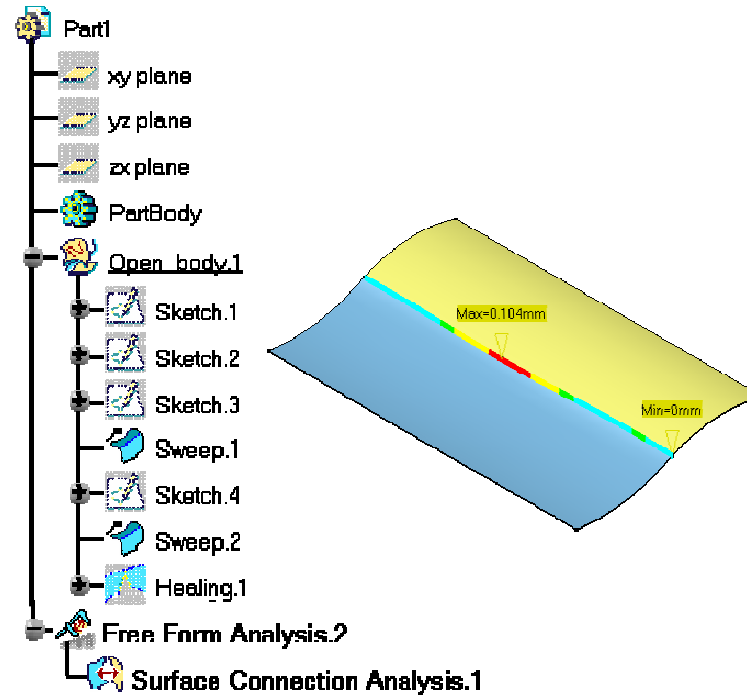 Part1
xy plane
yz plane
zx plane
PartBody
Open_body.1
Sketch.1
Sketch.2
Sketch.3
Sweep.1
Sketch.4
Sweep.2
Healing.1
Free Form Analysis.2
Surface Connection Analysis.1
Max=0.104mm
Min=0mm